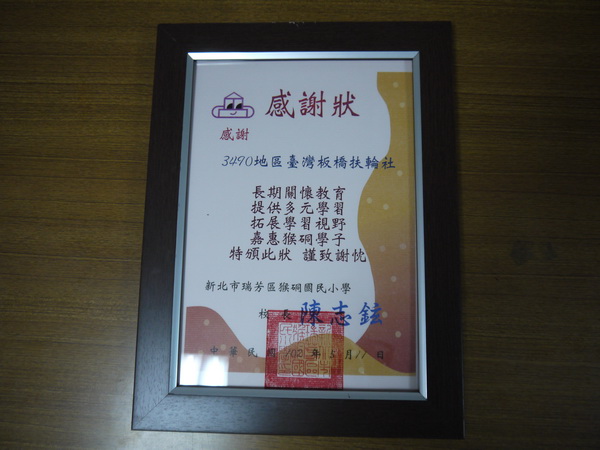 感謝狀
感謝
3490地區臺灣板橋扶輪社
長期關懷教育
提供多元學習
拓展學習視野
嘉惠猴硐學子
特頒此狀 謹致謝忱
新北市瑞芳區猴硐國民小學
校長 陳志鉉
中華民國102年5月 日